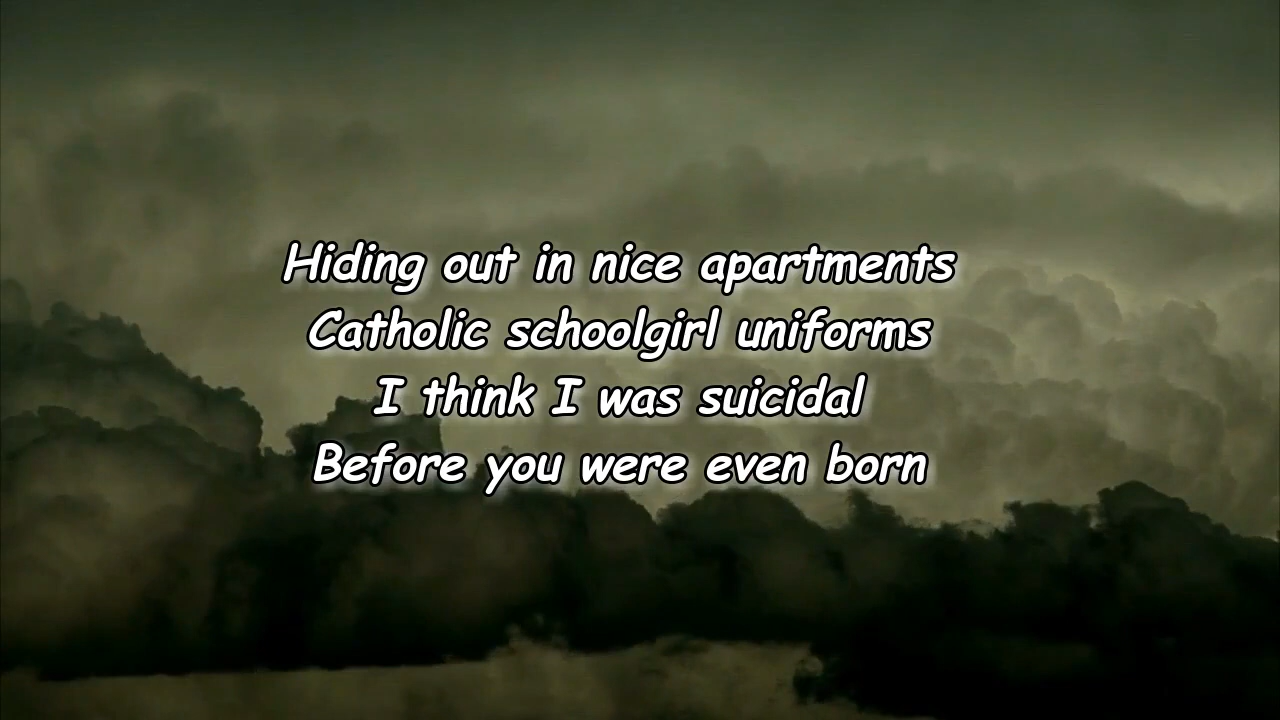 Hiding out in nice apartments
Catholic schoolgirl uniforms
I think I was suicidal
Before you were even born